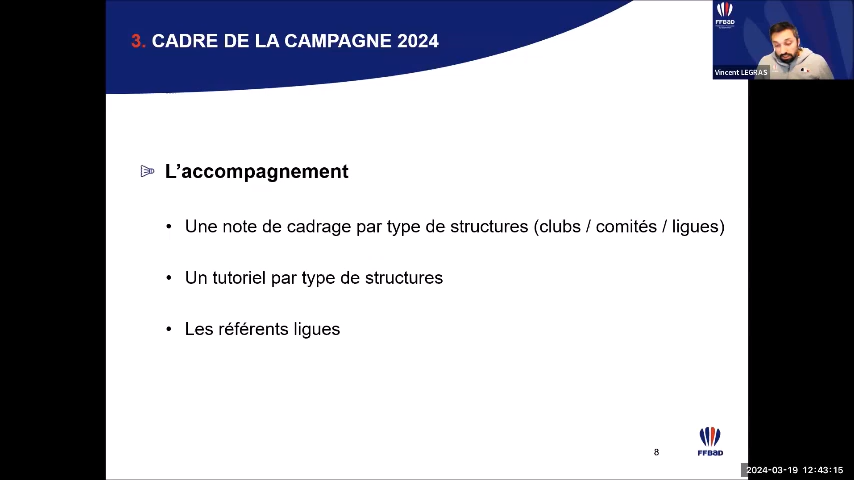 3. CADRE DE LA CAMPAGNE 2024
FFBaD
Vincent LEGRAS
L’accompagnement
• Une note de cadrage par type de structures (clubs / comités / ligues)
• Un tutoriel par type de structures
• Les référents ligues
8
FFBaD
2024-03-19 12:43:15